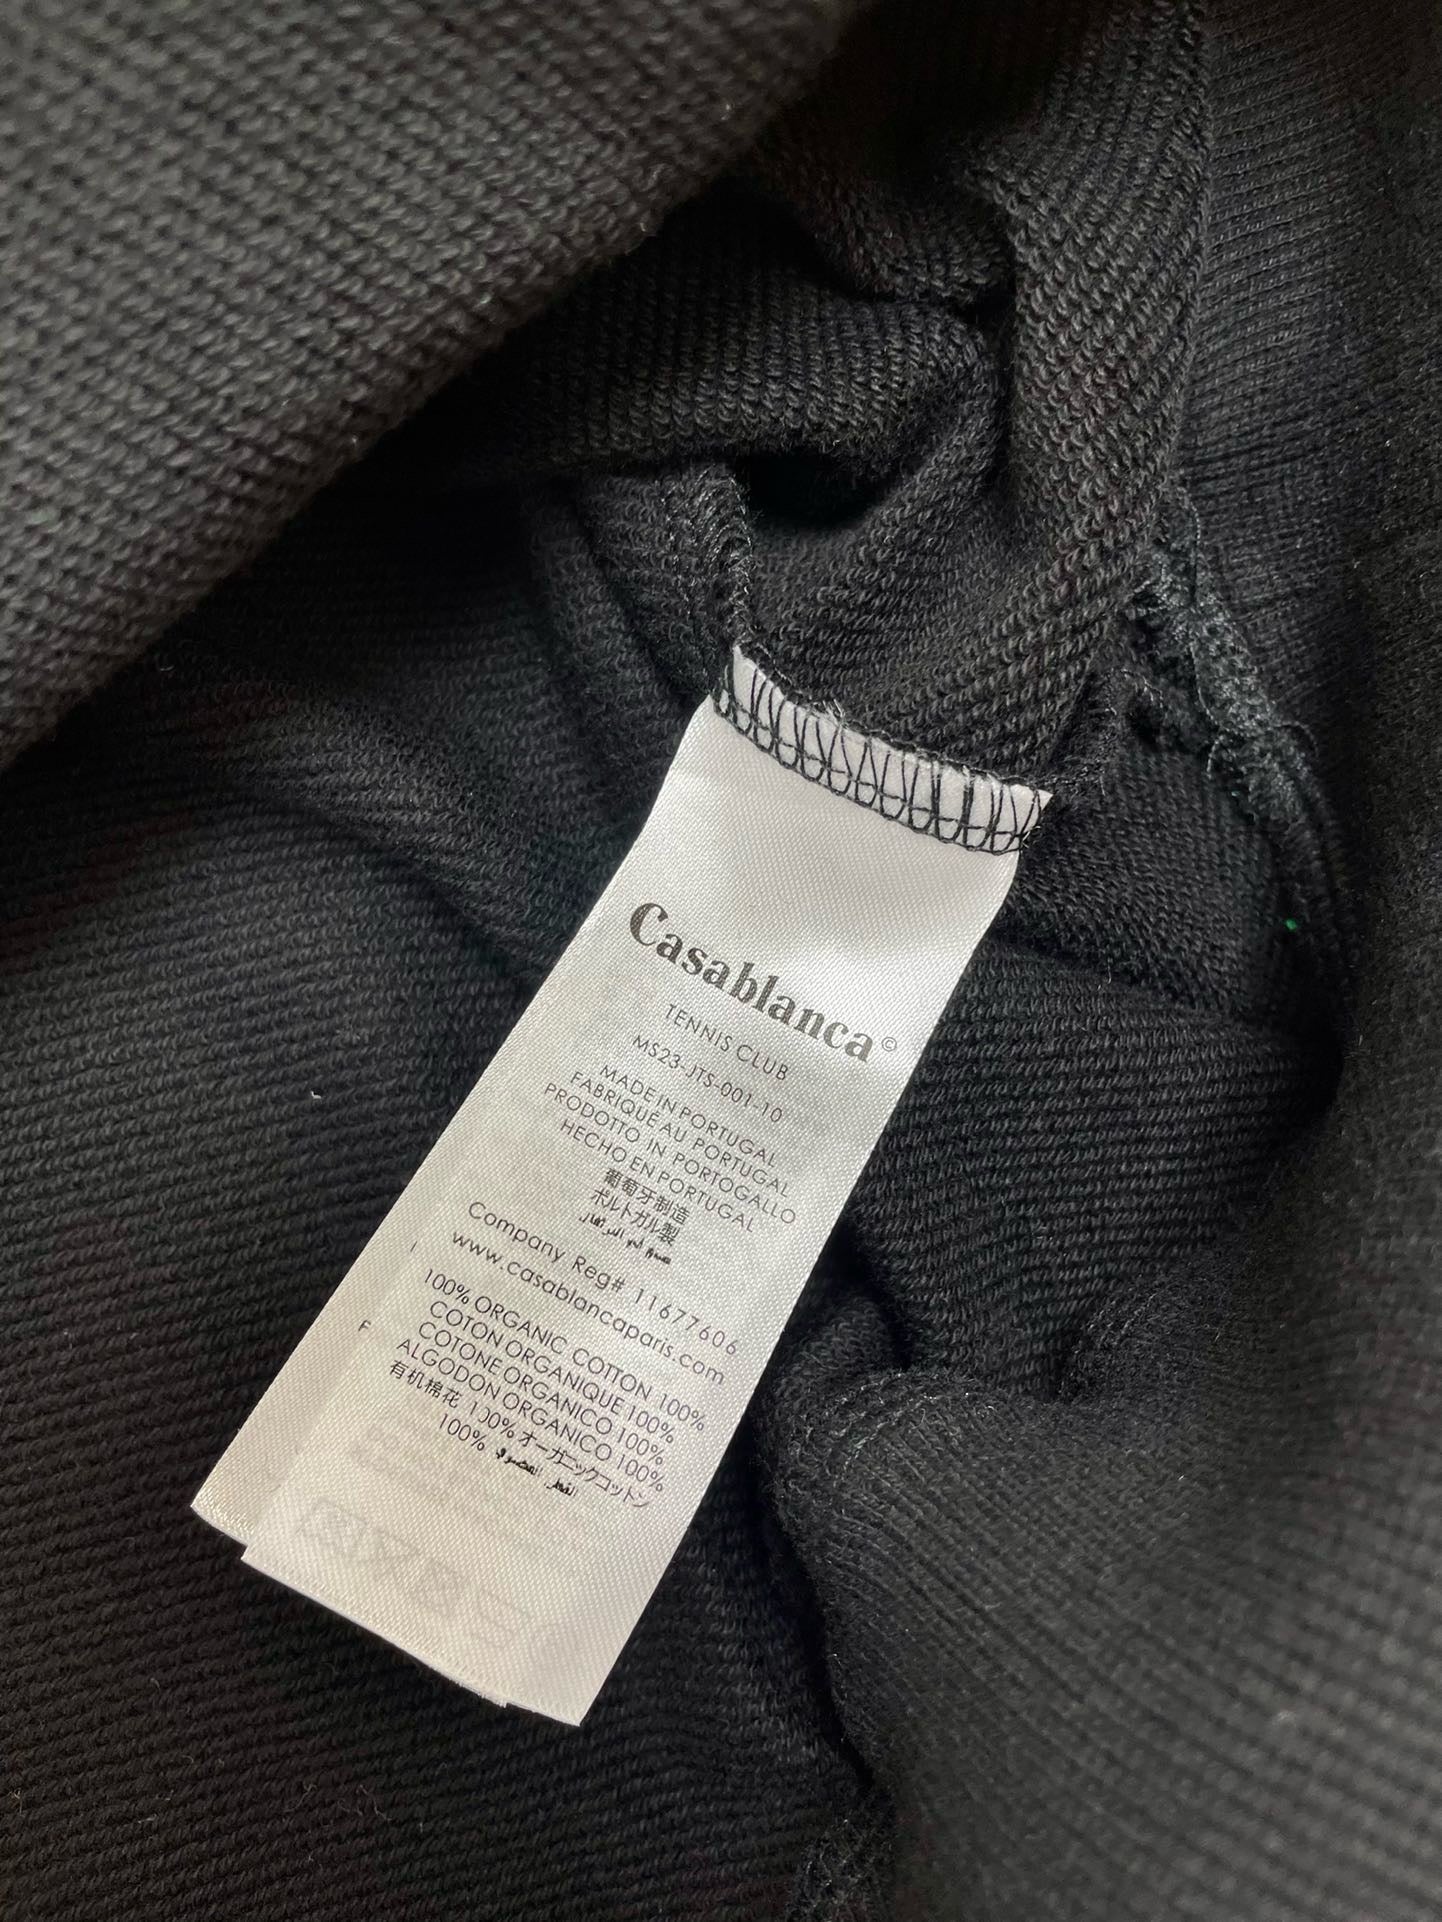 Casablanca©
TENNIS CLUB
MS23-JTS-001-10
MADE IN PORTUGAL
FABRIQUÉ AU PORTUGAL
PRODOTTO IN PORTOGALLO
HECHO EN PORTUGAL
葡萄牙制造
ポルトガル製
Company Reg# 11677606
www.casablancaparis.com
100% ORGANIC COTTON 100%
COTON ORGANIQUE 100%
COTONE ORGANICO 100%
ALGODON ORGANICO 100%
有机棉花 100% オーガニックコットン
100%
F